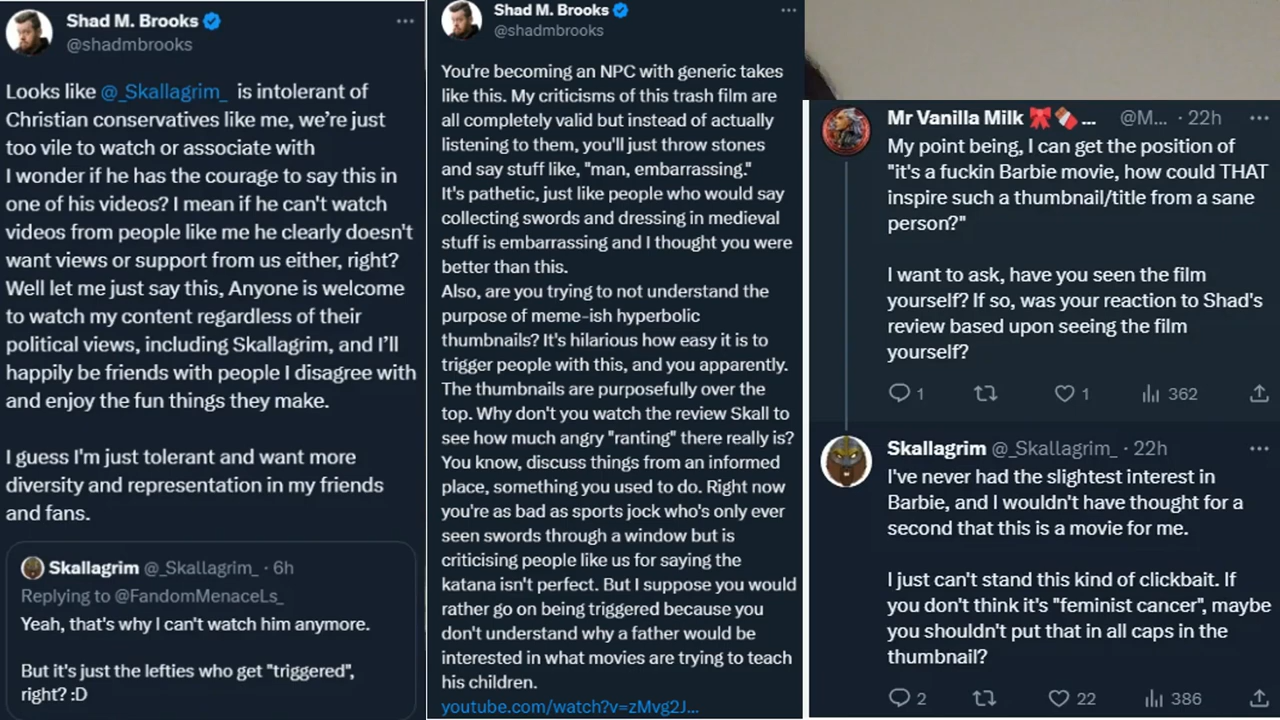 Shad M. Brooks
@shadmbrooks
Looks like @_Skallagrim_ is intolerant of
Christian conservatives like me, we’re just
too vile to watch or associate with
I wonder if he has the courage to say this in
one of his videos? I mean if he can't watch
videos from people like me he clearly doesn't
want views or support from us either, right?
Well let me just say this, Anyone is welcome
to watch my content regardless of their
political views, including Skallagrim, and I’ll
happily be friends with people I disagree with
and enjoy the fun things they make.
I guess I'm just tolerant and want more
diversity and representation in my friends
and fans.
Skallagrim @_Skallagrim_ · 6h
Replying to @FandomMenaceLs_
Yeah, that's why I can't watch him anymore.
But it's just the lefties who get "triggered",
right? :D
Shad M. Brooks
@shadmbrooks
You're becoming an NPC with generic takes
like this. My criticisms of this trash film are
all completely valid but instead of actually
listening to them, you'll just throw stones
and say stuff like, "man, embarrassing."
It's pathetic, just like people who would say
collecting swords and dressing in medieval
stuff is embarrassing and I thought you were
better than this.
Also, are you trying to not understand the
purpose of meme-ish hyperbolic
thumbnails? It's hilarious how easy it is to
trigger people with this, and you apparently.
The thumbnails are purposefully over the
top. Why don't you watch the review Skall to
see how much angry "ranting" there really is?
You know, discuss things from an informed
place, something you used to do. Right now
you're as bad as sports jock who's only ever
seen swords through a window but is
criticising people like us for saying the
katana isn't perfect. But I suppose you would
rather go on being triggered because you
don't understand why a father would be
interested in what movies are trying to teach
his children.
youtube.com/watch?v=zMvg2J...
Mr Vanilla Milk ... @M... · 22h
My point being, I can get the position of
"it's a fuckin Barbie movie, how could THAT
inspire such a thumbnail/title from a sane
person?"
I want to ask, have you seen the film
yourself? If so, was your reaction to Shad's
review based upon seeing the film
yourself?
1 1 362
Skallagrim @_Skallagrim_ · 22h
I've never had the slightest interest in
Barbie, and I wouldn't have thought for a
second that this is a movie for me.
I just can't stand this kind of clickbait. If
you don't think it's "feminist cancer", maybe
you shouldn't put that in all caps in the
thumbnail?
2 22 386